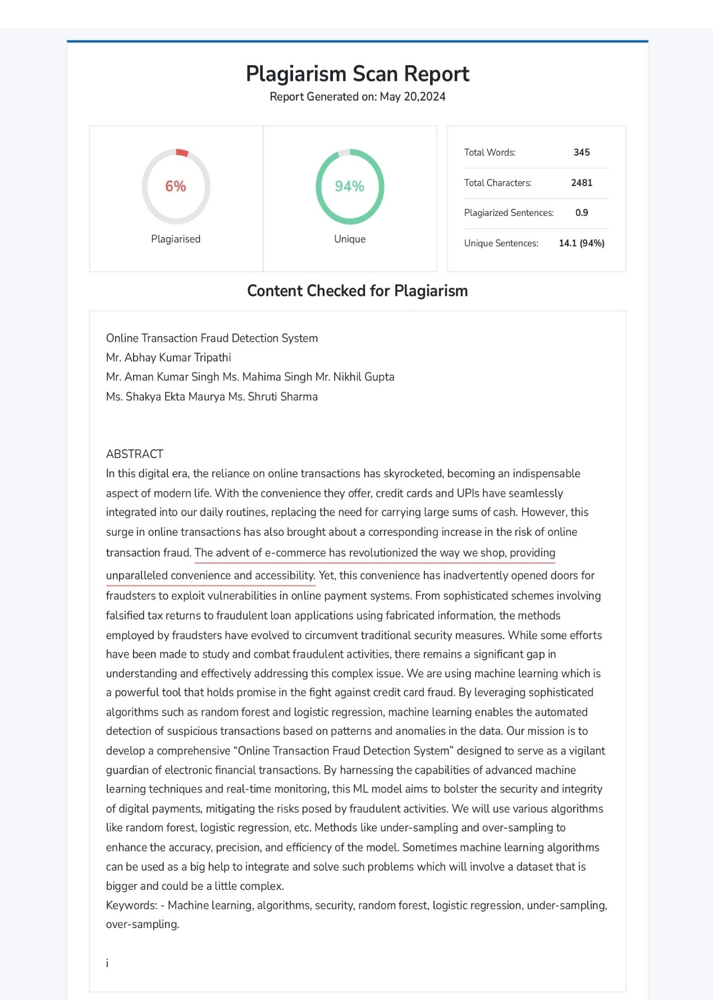 Plagiarism Scan Report
Report Generated on: May 20,2024
6%
Plagiarised
94%
Unique
Total Words: 345
Total Characters: 2481
Plagiarized Sentences: 0.9
Unique Sentences: 14.1 (94%)
Content Checked for Plagiarism
Online Transaction Fraud Detection System
Mr. Abhay Kumar Tripathi
Mr. Aman Kumar Singh Ms. Mahima Singh Mr. Nikhil Gupta
Ms. Shakya Ekta Maurya Ms. Shruti Sharma
ABSTRACT
In this digital era, the reliance on online transactions has skyrocketed, becoming an indispensable
aspect of modern life. With the convenience they offer, credit cards and UPIs have seamlessly
integrated into our daily routines, replacing the need for carrying large sums of cash. However, this
surge in online transactions has also brought about a corresponding increase in the risk of online
transaction fraud. The advent of e-commerce has revolutionized the way we shop, providing
unparalleled convenience and accessibility. Yet, this convenience has inadvertently opened doors for
fraudsters to exploit vulnerabilities in online payment systems. From sophisticated schemes involving
falsified tax returns to fraudulent loan applications using fabricated information, the methods
employed by fraudsters have evolved to circumvent traditional security measures. While some efforts
have been made to study and combat fraudulent activities, there remains a significant gap in
understanding and effectively addressing this complex issue. We are using machine learning which is
a powerful tool that holds promise in the fight against credit card fraud. By leveraging sophisticated
algorithms such as random forest and logistic regression, machine learning enables the automated
detection of suspicious transactions based on patterns and anomalies in the data. Our mission is to
develop a comprehensive “Online Transaction Fraud Detection System” designed to serve as a vigilant
guardian of electronic financial transactions. By harnessing the capabilities of advanced machine
learning techniques and real-time monitoring, this ML model aims to bolster the security and integrity
of digital payments, mitigating the risks posed by fraudulent activities. We will use various algorithms
like random forest, logistic regression, etc. Methods like under-sampling and over-sampling to
enhance the accuracy, precision, and efficiency of the model. Sometimes machine learning algorithms
can be used as a big help to integrate and solve such problems which will involve a dataset that is
bigger and could be a little complex.
Keywords: - Machine learning, algorithms, security, random forest, logistic regression, under-sampling,
over-sampling.
i